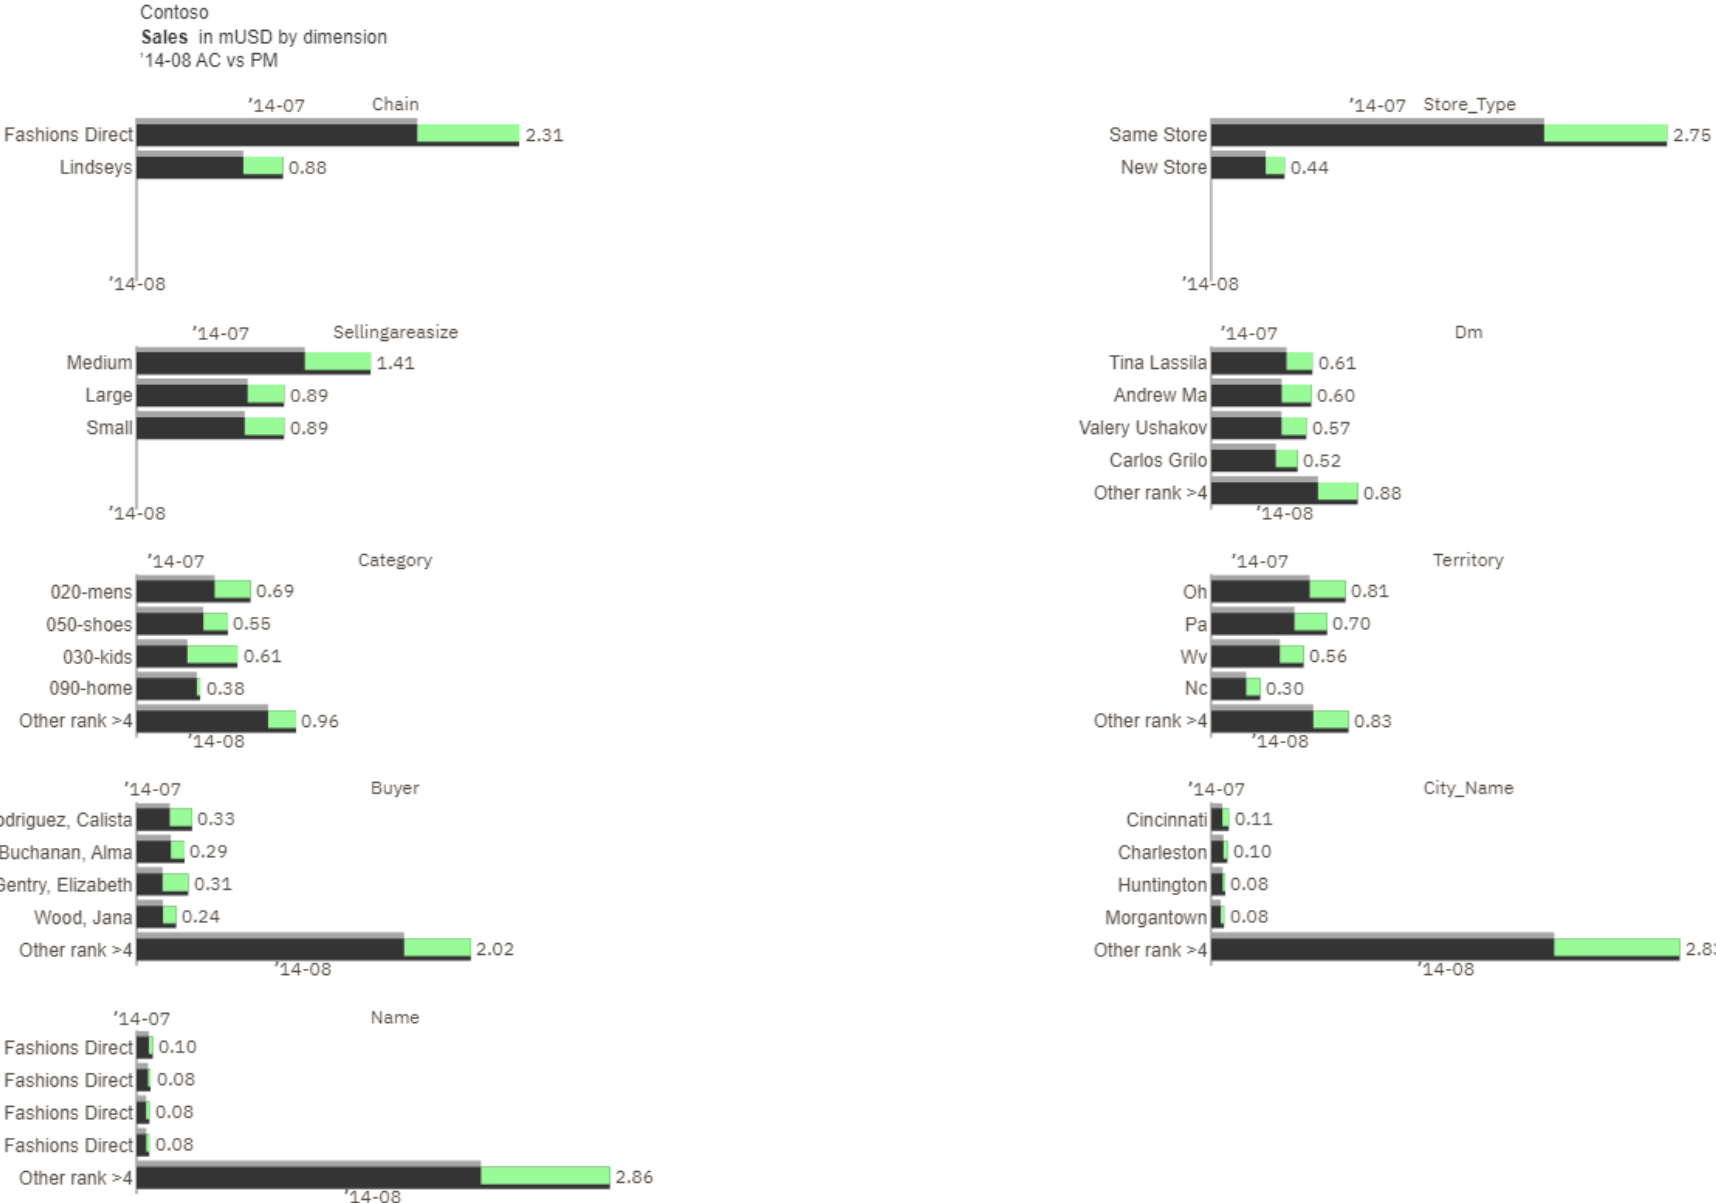 Contoso
Sales in mUSD by dimension
'14-08 AC vs PM
'14-07 Chain
Fashions Direct 2.31
Lindseys 0.88
'14-08
'14-07 Store_Type
Same Store 2.75
New Store 0.44
'14-08
'14-07 Sellingareasize
Medium 1.41
Large 0.89
Small 0.89
'14-08
'14-07 Dm
Tina Lassila 0.61
Andrew Ma 0.60
Valery Ushakov 0.57
Carlos Grilo 0.52
Other rank >4 0.88
'14-08
'14-07 Category
020-mens 0.69
050-shoes 0.55
030-kids 0.61
090-home 0.38
Other rank >4 0.96
'14-08
'14-07 Territory
Oh 0.81
Pa 0.70
Wv 0.56
Nc 0.30
Other rank >4 0.83
'14-08
'14-07 Buyer
odriguez, Calista 0.33
Buchanan, Alma 0.29
Gentry, Elizabeth 0.31
Wood, Jana 0.24
Other rank >4 2.02
'14-08
'14-07 City_Name
Cincinnati 0.11
Charleston 0.10
Huntington 0.08
Morgantown 0.08
Other rank >4 2.83
'14-08
'14-07 Name
Fashions Direct 0.10
Fashions Direct 0.08
Fashions Direct 0.08
Fashions Direct 0.08
Other rank >4 2.86
'14-08